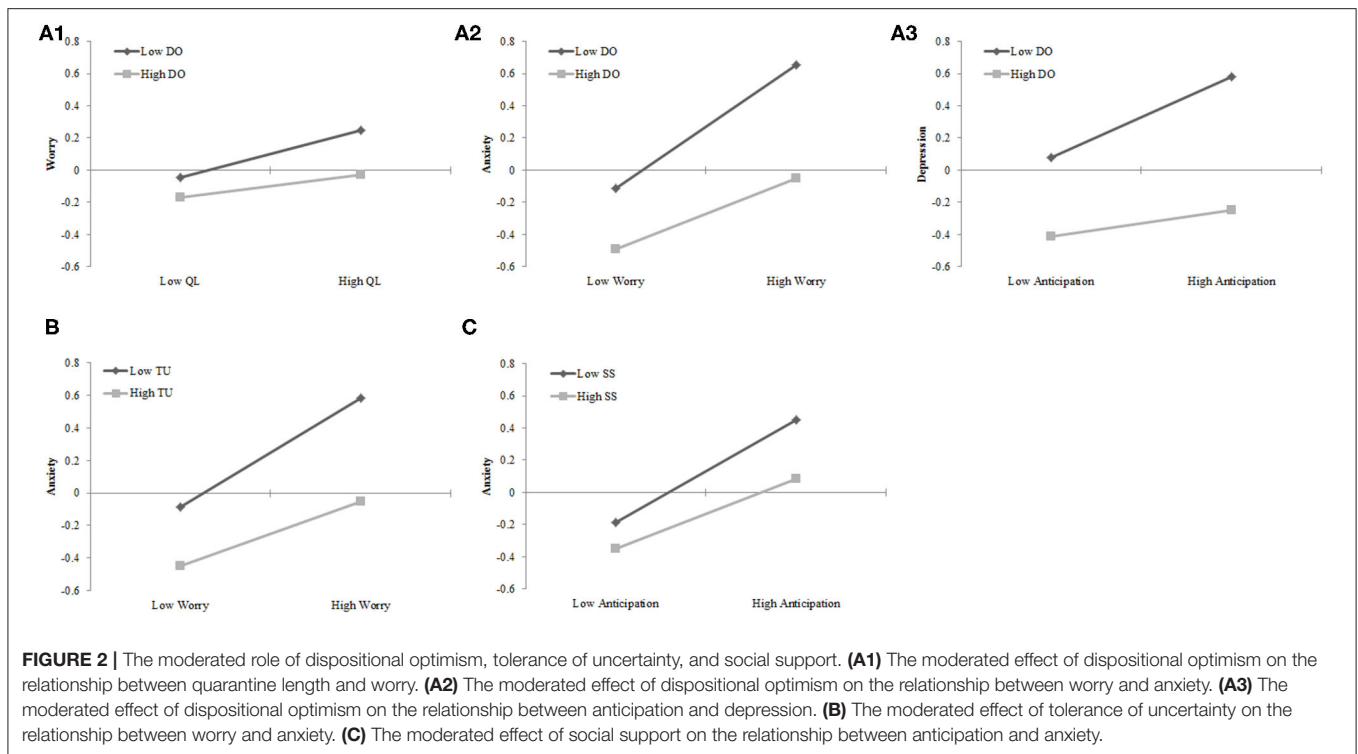 A1
0.8
0.6
0.4
0.2
0
-0.2
-0.4
-0.6
Worry
Low DO
High DO
Low QL High QL
A2
0.8
0.6
0.4
0.2
0
-0.2
-0.4
-0.6
Anxiety
Low DO
High DO
Low Worry High Worry
A3
0.8
0.6
0.4
0.2
0
-0.2
-0.4
-0.6
Depression
Low DO
High DO
Low Anticipation High Anticipation
B
0.8
0.6
0.4
0.2
0
-0.2
-0.4
-0.6
Anxiety
Low TU
High TU
Low Worry High Worry
C
0.8
0.6
0.4
0.2
0
-0.2
-0.4
-0.6
Anxiety
Low SS
High SS
Low Anticipation High Anticipation
FIGURE 2 | The moderated role of dispositional optimism, tolerance of uncertainty, and social support. (A1) The moderated effect of dispositional optimism on the
relationship between quarantine length and worry. (A2) The moderated effect of dispositional optimism on the relationship between worry and anxiety. (A3) The
moderated effect of dispositional optimism on the relationship between anticipation and depression. (B) The moderated effect of tolerance of uncertainty on the
relationship between worry and anxiety. (C) The moderated effect of social support on the relationship between anticipation and anxiety.